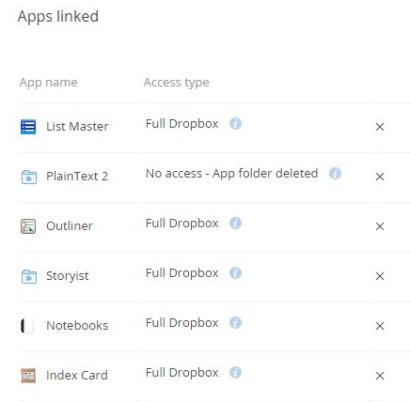 Apps linked
App name Access type
List Master Full Dropbox i ×
PlainText 2 No access - App folder deleted i ×
Outliner Full Dropbox i ×
Storyist Full Dropbox i ×
Notebooks Full Dropbox i ×
Index Card Full Dropbox i ×